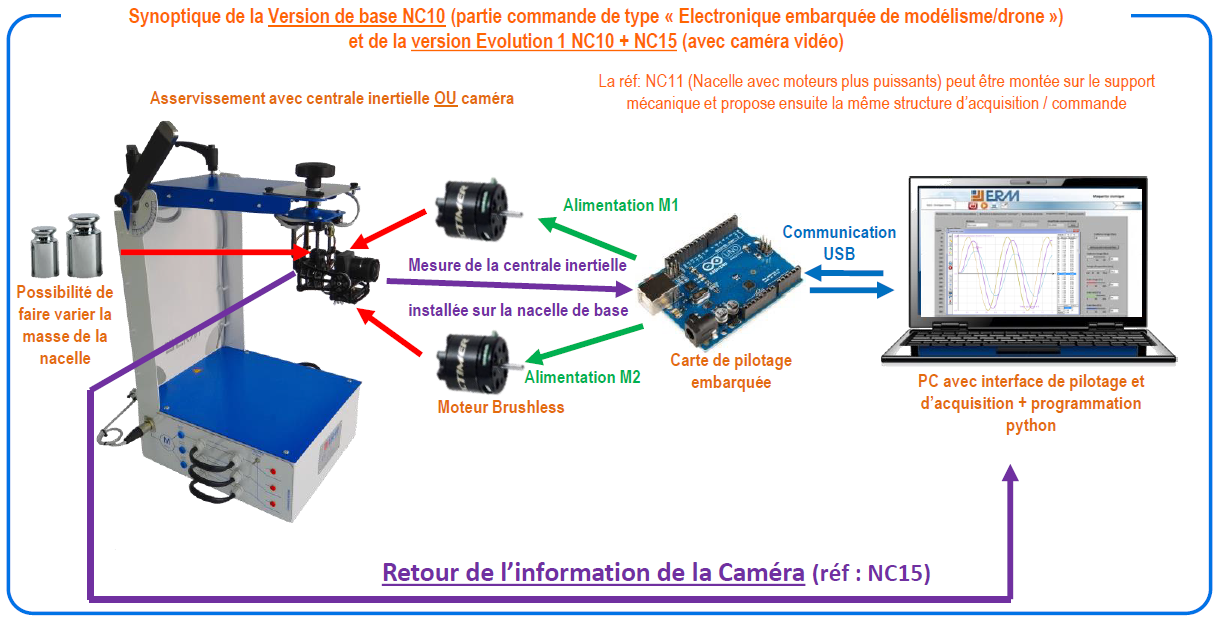 Synoptique de la Version de base NC10 (partie commande de type « Electronique embarquée de modélisme/drone »)
et de la version Evolution 1 NC10 + NC15 (avec caméra vidéo)
La réf: NC11 (Nacelle avec moteurs plus puissants) peut être montée sur le support
mécanique et propose ensuite la même structure d'acquisition / commande
Asservissement avec centrale inertielle OU caméra
Alimentation M1
Communication
USB
ERM
Mesure de la centrale inertielle
installée sur la nacelle de base
Possibilité de
faire varier la
masse de la
nacelle
Alimentation M2
Moteur Brushless
Carte de pilotage
embarquée
PC avec interface de pilotage et
d'acquisition + programmation
python
M
Retour de l'information de la Caméra (réf : NC15)